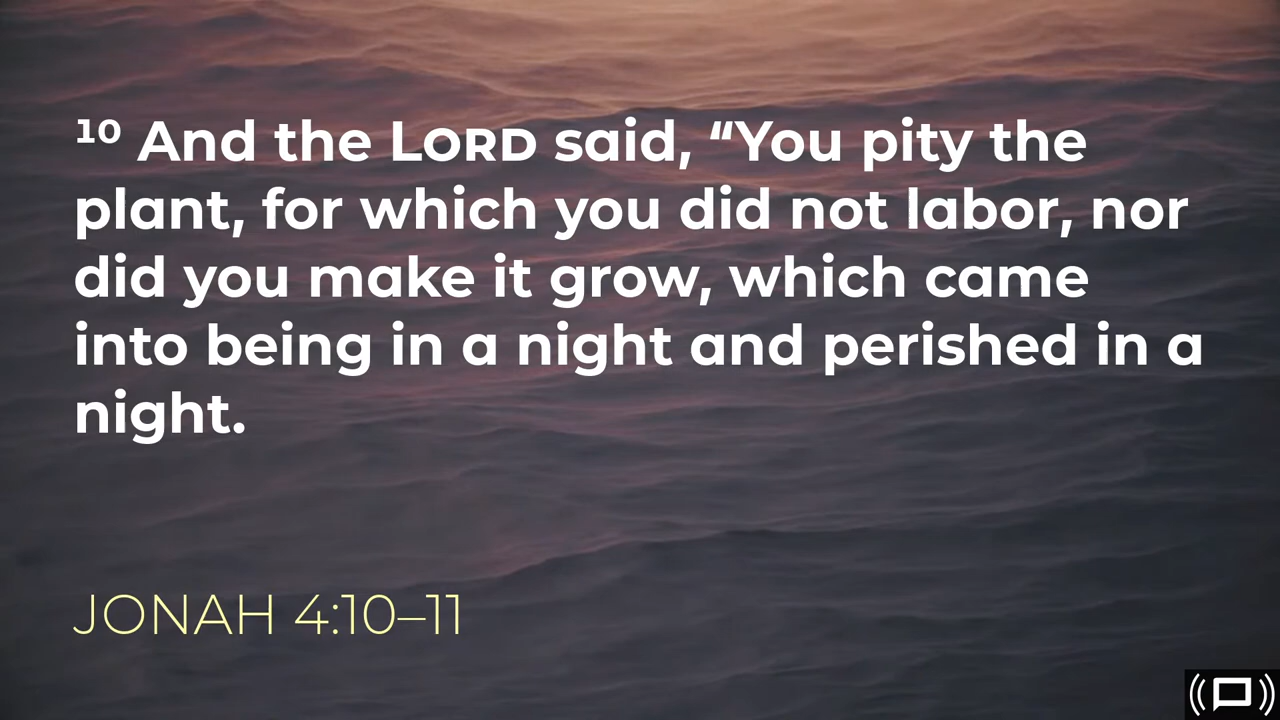 ¹⁰ And the LORD said, “You pity the
plant, for which you did not labor, nor
did you make it grow, which came
into being in a night and perished in a
night.
JONAH 4:10–11